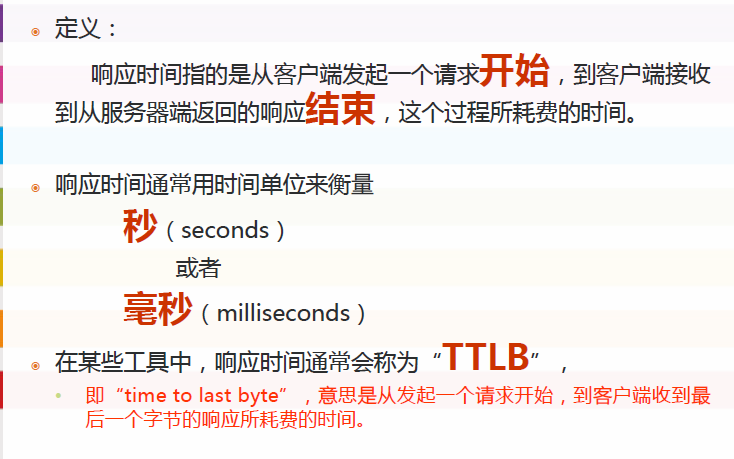 定义：
响应时间指的是从客户端发起一个请求开始，到客户端接收
到从服务器端返回的响应结束，这个过程所耗费的时间。
响应时间通常用时间单位来衡量
秒（seconds）
或者
毫秒（milliseconds）
在某些工具中，响应时间通常会称为“TTLB”，
即“time to last byte”，意思是从发起一个请求开始，到客户端收到最
后一个字节的响应所耗费的时间。